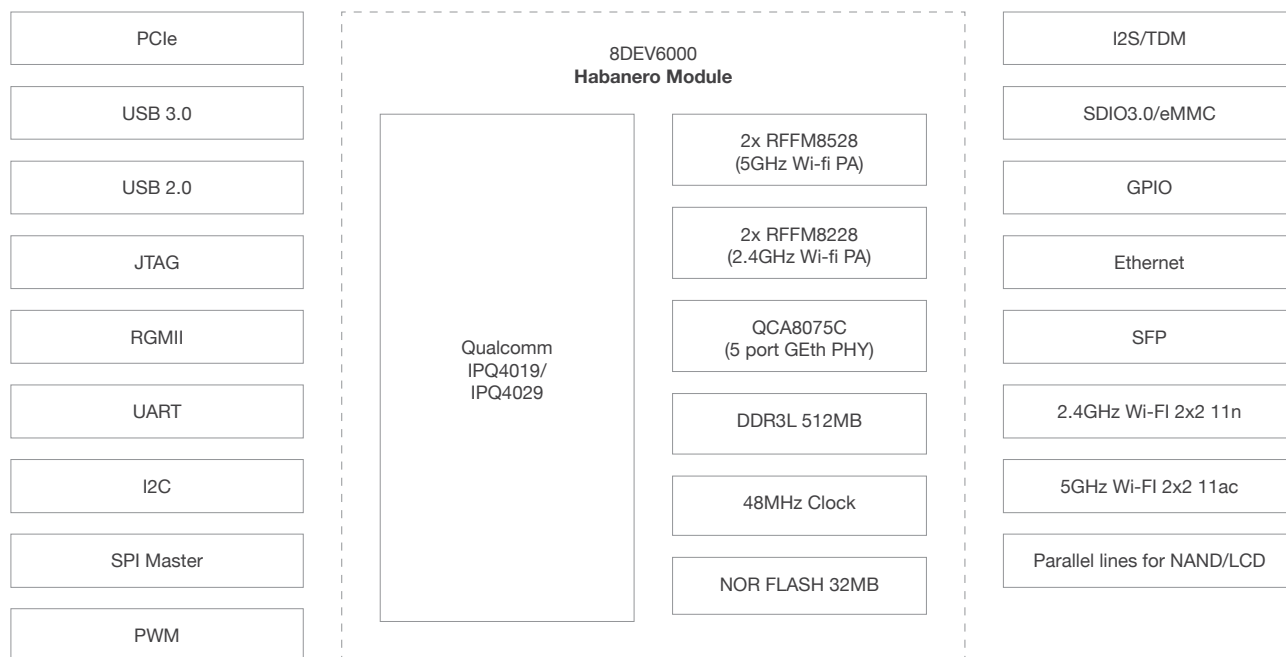 PCIe
USB 3.0
USB 2.0
JTAG
RGMII
UART
I2C
SPI Master
PWM
8DEV6000
Habanero Module
Qualcomm
IPQ4019/
IPQ4029
2x RFFM8528
(5GHz Wi-fi PA)
2x RFFM8228
(2.4GHz Wi-fi PA)
QCA8075C
(5 port GEth PHY)
DDR3L 512MB
48MHz Clock
NOR FLASH 32MB
I2S/TDM
SDIO3.0/eMMC
GPIO
Ethernet
SFP
2.4GHz Wi-FI 2x2 11n
5GHz Wi-FI 2x2 11ac
Parallel lines for NAND/LCD